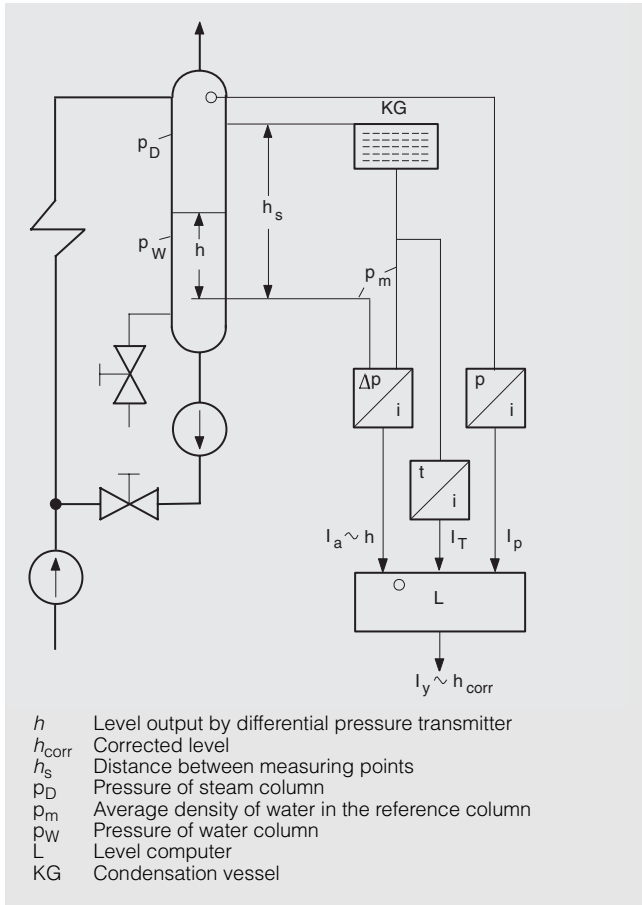 KG
p_D
h_s
p_W
h
p_m
Δp
i
p
i
t
i
I_a ~ h
I_T
I_p
L
I_y ~ h_corr
h Level output by differential pressure transmitter
h_corr Corrected level
h_s Distance between measuring points
p_D Pressure of steam column
p_m Average density of water in the reference column
p_W Pressure of water column
L Level computer
KG Condensation vessel